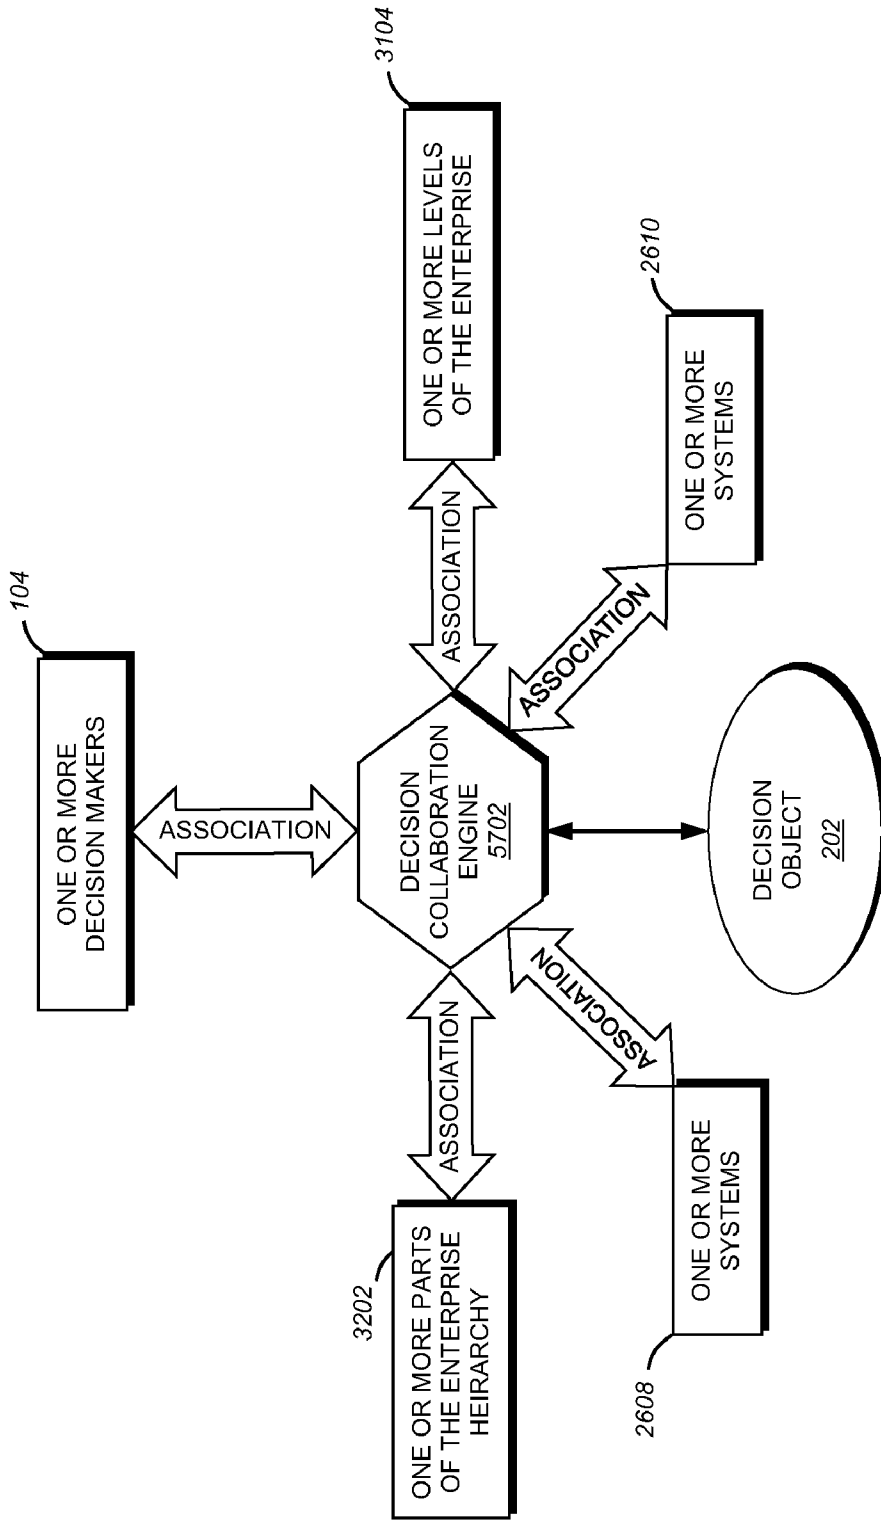 104
ONE OR MORE
DECISION MAKERS
ASSOCIATION
3202
ONE OR MORE PARTS
OF THE ENTERPRISE
HEIRARCHY
ASSOCIATION
DECISION
COLLABORATION
ENGINE
5702
ASSOCIATION
3104
ONE OR MORE LEVELS
OF THE ENTERPRISE
ASSOCIATION
ASSOCIATION
2608
ONE OR MORE
SYSTEMS
DECISION
OBJECT
202
2610
ONE OR MORE
SYSTEMS